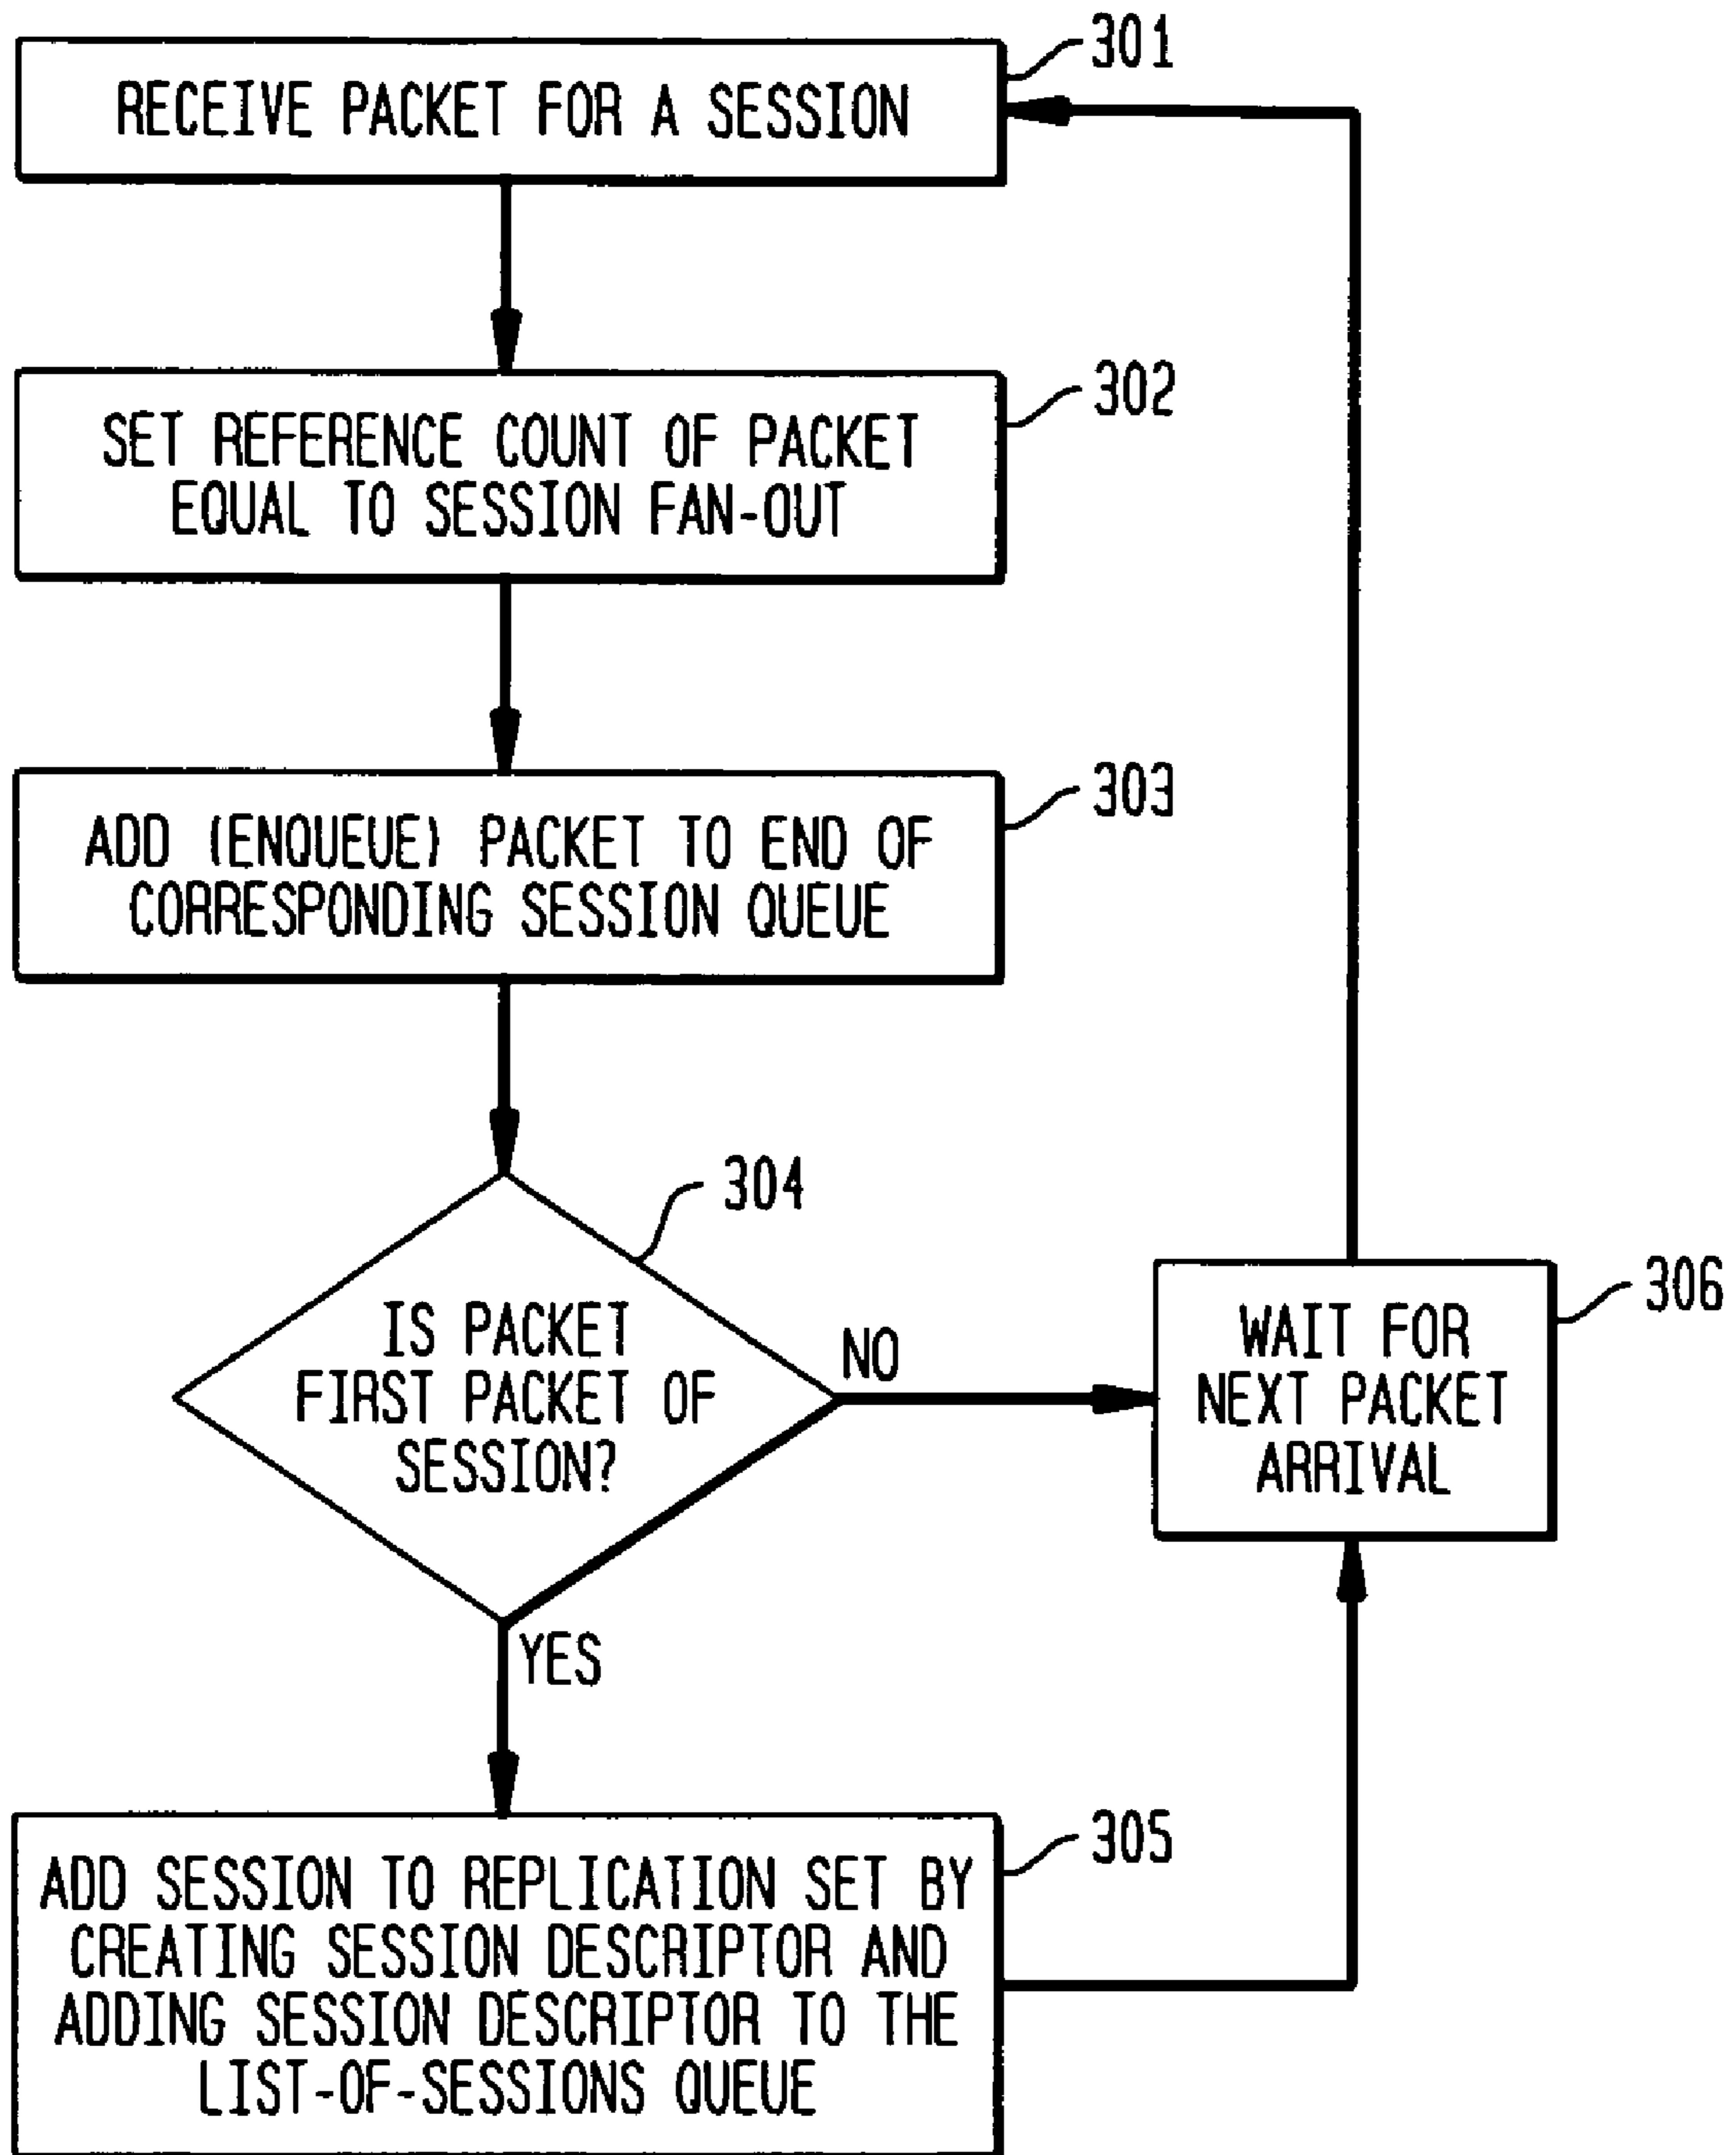 301
RECEIVE PACKET FOR A SESSION
302
SET REFERENCE COUNT OF PACKET
EQUAL TO SESSION FAN-OUT
303
ADD (ENQUEUE) PACKET TO END OF
CORRESPONDING SESSION QUEUE
304
IS PACKET
FIRST PACKET OF
SESSION?
NO
306
WAIT FOR
NEXT PACKET
ARRIVAL
YES
305
ADD SESSION TO REPLICATION SET BY
CREATING SESSION DESCRIPTOR AND
ADDING SESSION DESCRIPTOR TO THE
LIST-OF-SESSIONS QUEUE